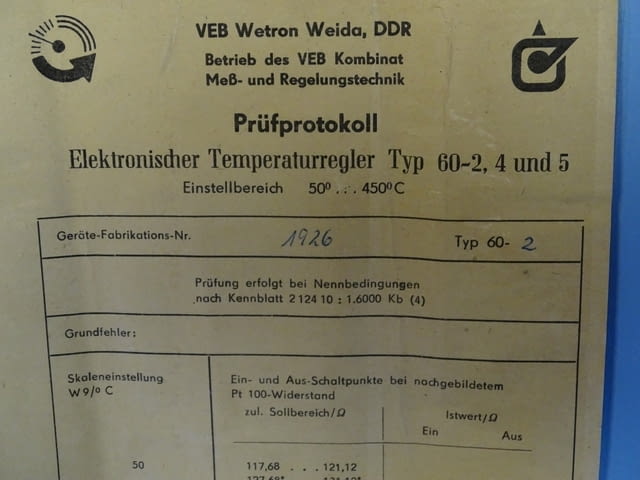 VEB Wetron Weida, DDR
Betrieb des VEB Kombinat
Meß- und Regelungstechnik
Prüfprotokoll
Elektronischer Temperaturregler Typ 60-2, 4 und 5
Einstellbereich 50⁰ . . . 450⁰ C
Geräte-Fabrikations-Nr. 1926 Typ 60- 2
Prüfung erfolgt bei Nennbedingungen
nach Kennblatt 2 124 10 : 1.6000 Kb (4)
Grundfehler:
Skaleneinstellung
W 9/⁰ C
Ein- und Aus-Schaltpunkte bei nachgebildetem
Pt 100-Widerstand
zul. Sollbereich/Ω Istwert/Ω
Ein Aus
50 117,68 . . . 121,12